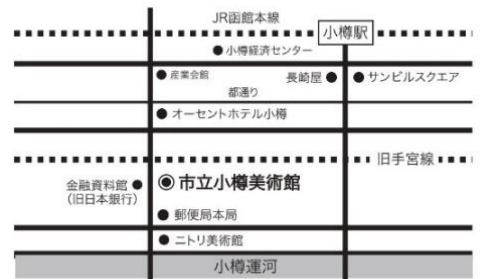 JR函館本線
小樽駅
小樽経済センター
産業会館
長崎屋
サンビルスクエア
都通り
オーセントホテル小樽
旧手宮線
金融資料館
(旧日本銀行)
市立小樽美術館
郵便局本局
ニトリ美術館
小樽運河